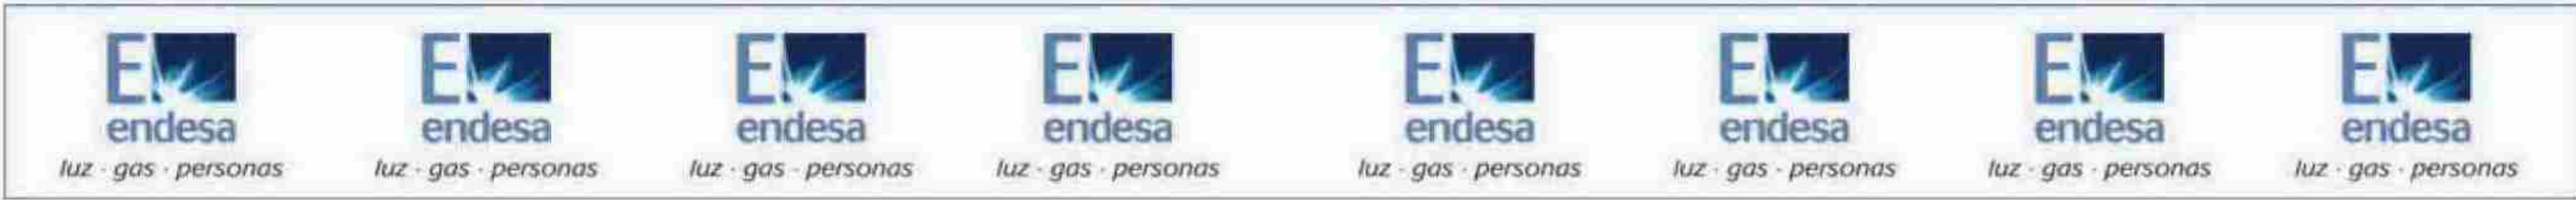 E endesa E endesa E endesa E endesa E endesa E endesa E endesa E endesa
luz · gas · personas luz · gas · personas luz · gas · personas luz · gas · personas luz · gas · personas luz · gas · personas luz · gas · personas luz · gas · personas